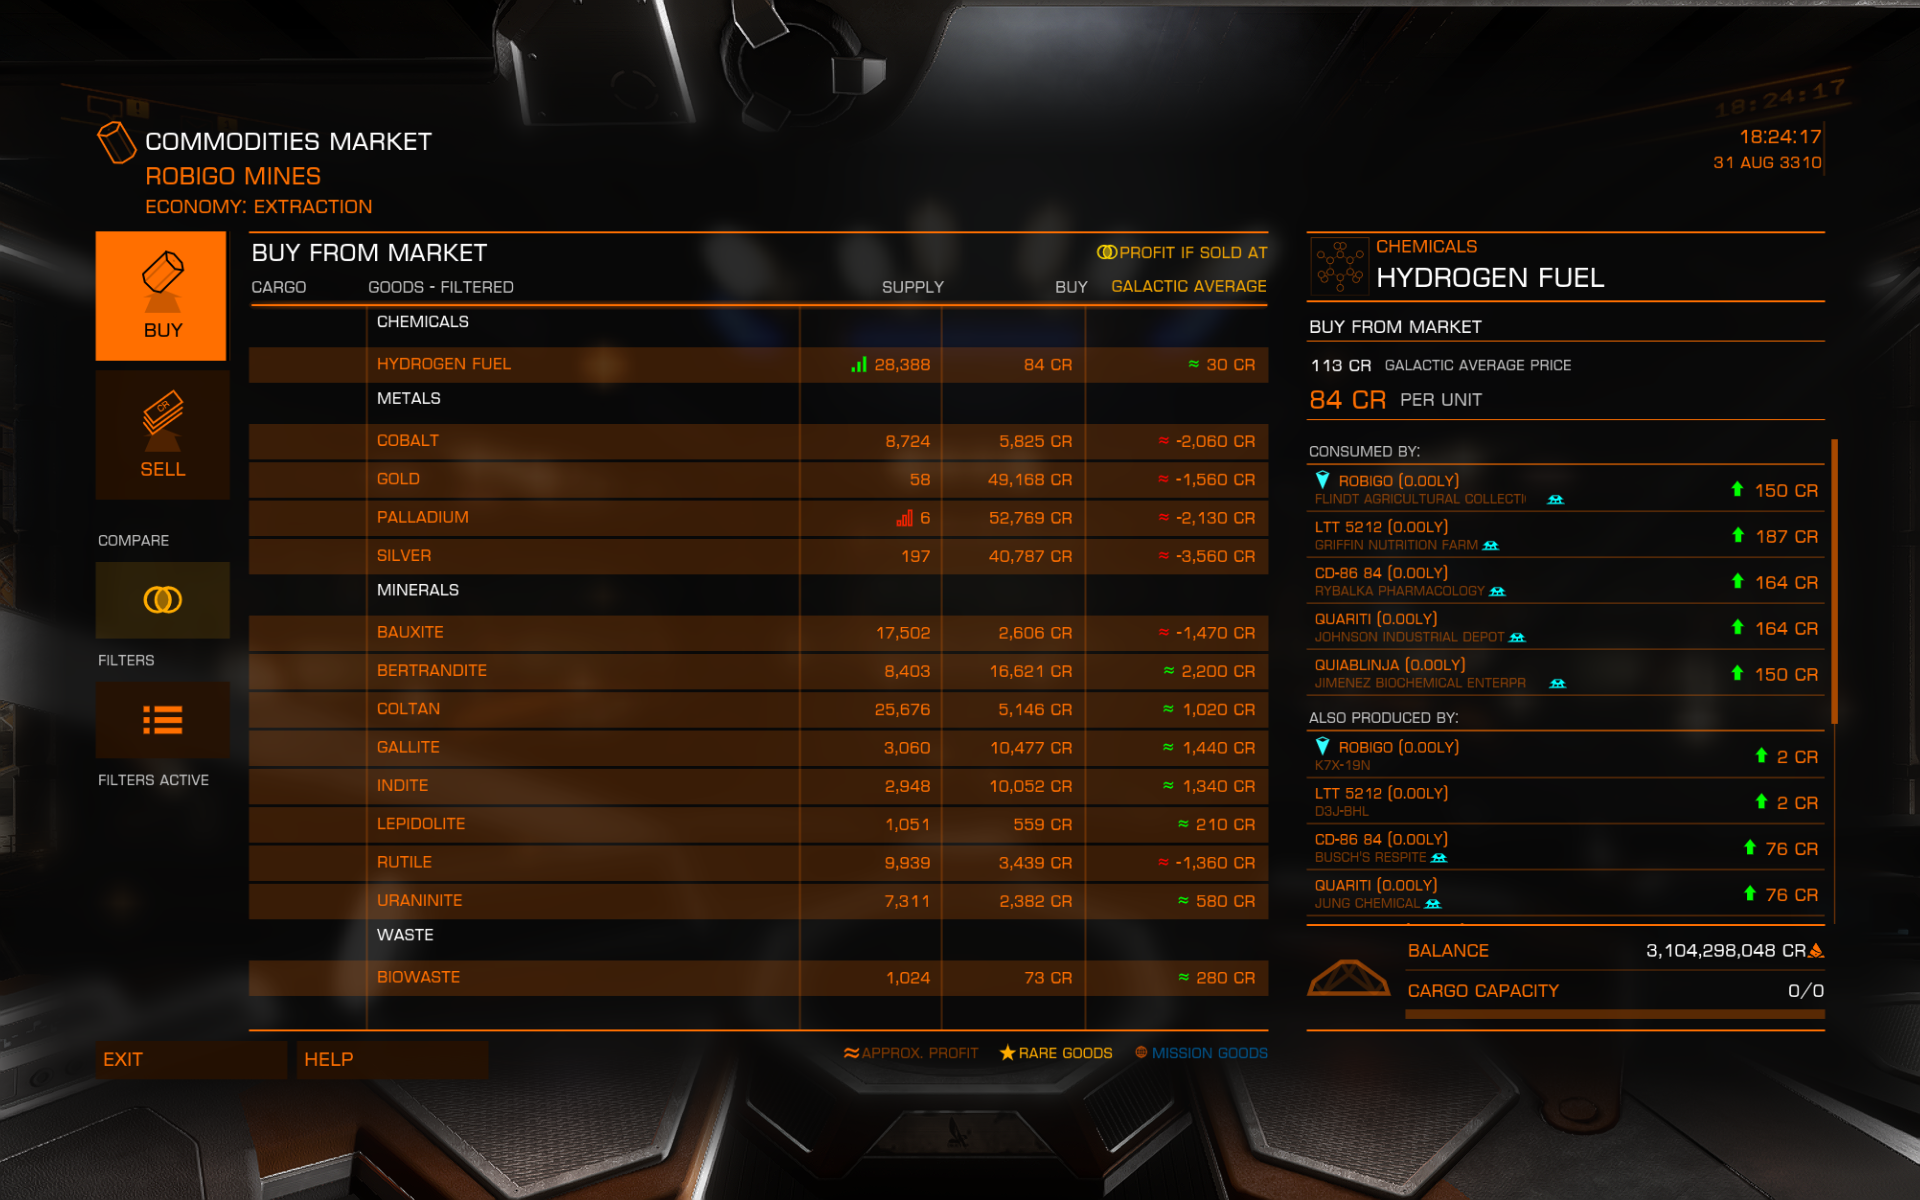 18:24:17
COMMODITIES MARKET
ROBIGO MINES
ECONOMY: EXTRACTION
18:24:17
31 AUG 3310
BUY
SELL
COMPARE
FILTERS
FILTERS ACTIVE
BUY FROM MARKET
PROFIT IF SOLD AT
CARGO GOODS - FILTERED SUPPLY BUY GALACTIC AVERAGE
CHEMICALS
HYDROGEN FUEL 28,388 84 CR ≈ 30 CR
METALS
COBALT 8,724 5,825 CR ≈ -2,060 CR
GOLD 58 49,168 CR ≈ -1,560 CR
PALLADIUM 6 52,769 CR ≈ -2,130 CR
SILVER 197 40,787 CR ≈ -3,560 CR
MINERALS
BAUXITE 17,502 2,606 CR ≈ -1,470 CR
BERTRANDITE 8,403 16,621 CR ≈ 2,200 CR
COLTAN 25,676 5,146 CR ≈ 1,020 CR
GALLITE 3,060 10,477 CR ≈ 1,440 CR
INDITE 2,948 10,052 CR ≈ 1,340 CR
LEPIDOLITE 1,051 559 CR ≈ 210 CR
RUTILE 9,939 3,439 CR ≈ -1,360 CR
URANINITE 7,311 2,382 CR ≈ 580 CR
WASTE
BIOWASTE 1,024 73 CR ≈ 280 CR
≈ APPROX. PROFIT RARE GOODS MISSION GOODS
EXIT
HELP
CHEMICALS
HYDROGEN FUEL
BUY FROM MARKET
113 CR GALACTIC AVERAGE PRICE
84 CR PER UNIT
CONSUMED BY:
ROBIGO (0.00LY)
FLINDT AGRICULTURAL COLLECTI
150 CR
LTT 5212 (0.00LY)
GRIFFIN NUTRITION FARM
187 CR
CD-86 84 (0.00LY)
RYBALKA PHARMACOLOGY
164 CR
QUARITI (0.00LY)
JOHNSON INDUSTRIAL DEPOT
164 CR
QUIABLINJA (0.00LY)
JIMENEZ BIOCHEMICAL ENTERPR
150 CR
ALSO PRODUCED BY:
ROBIGO (0.00LY)
K7X-19N
2 CR
LTT 5212 (0.00LY)
D3J-BHL
2 CR
CD-86 84 (0.00LY)
BUSCH'S RESPITE
76 CR
QUARITI (0.00LY)
JUNG CHEMICAL
76 CR
BALANCE 3,104,298,048 CR
CARGO CAPACITY 0/0